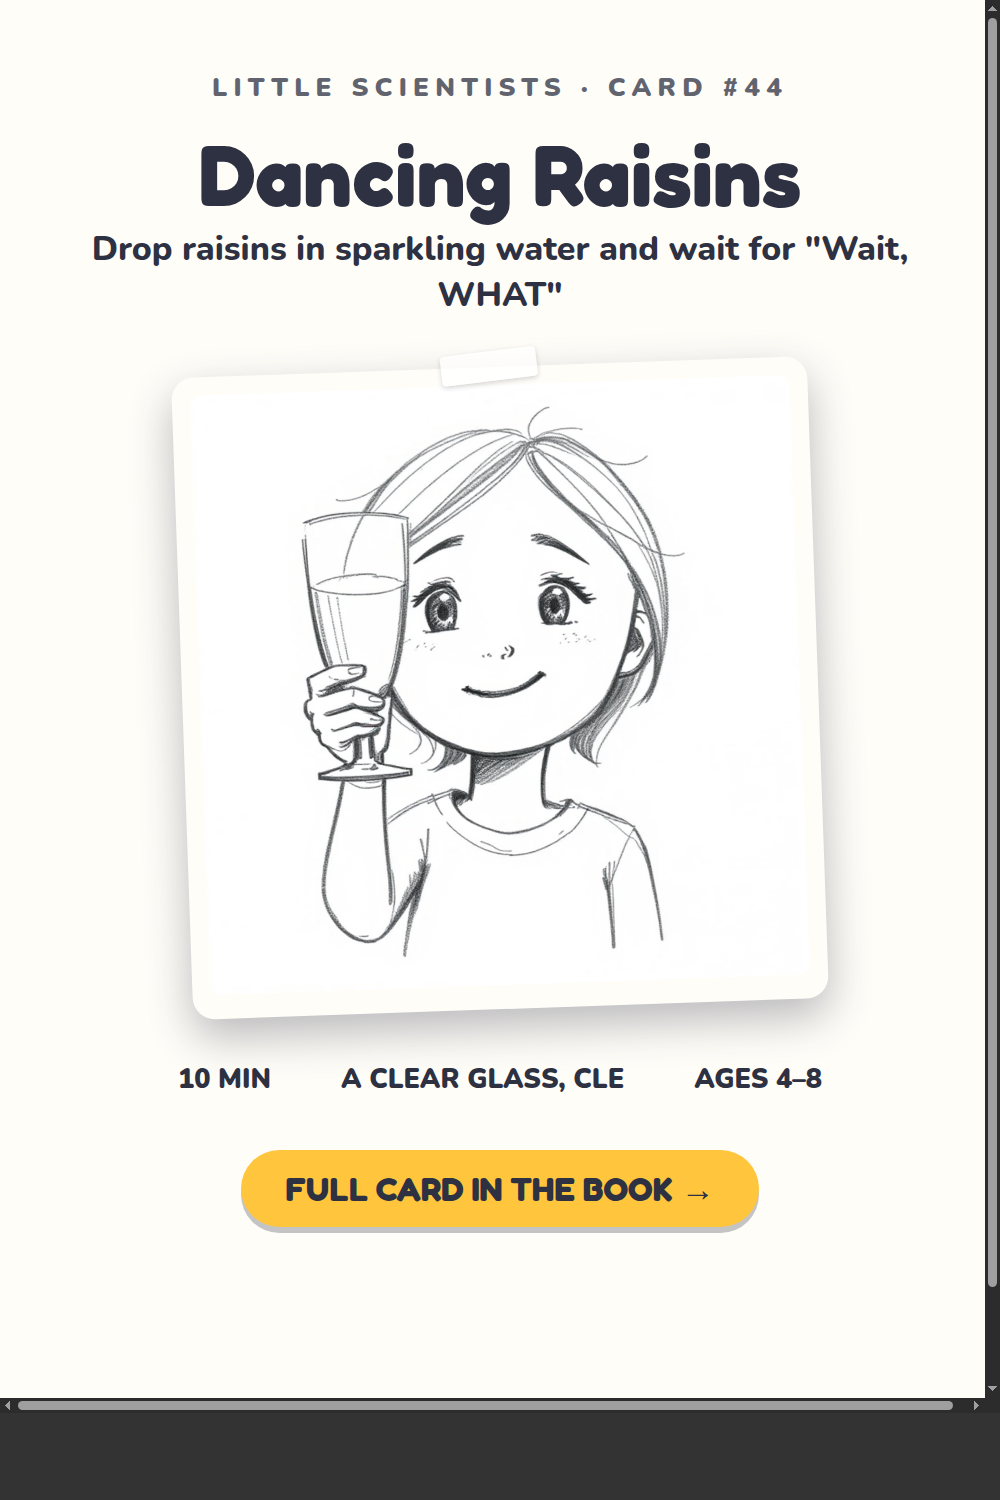 LITTLE SCIENTISTS · CARD #44
Dancing Raisins
Drop raisins in sparkling water and wait for "Wait,
WHAT"
10 MIN
A CLEAR GLASS, CLE
AGES 4–8
FULL CARD IN THE BOOK →